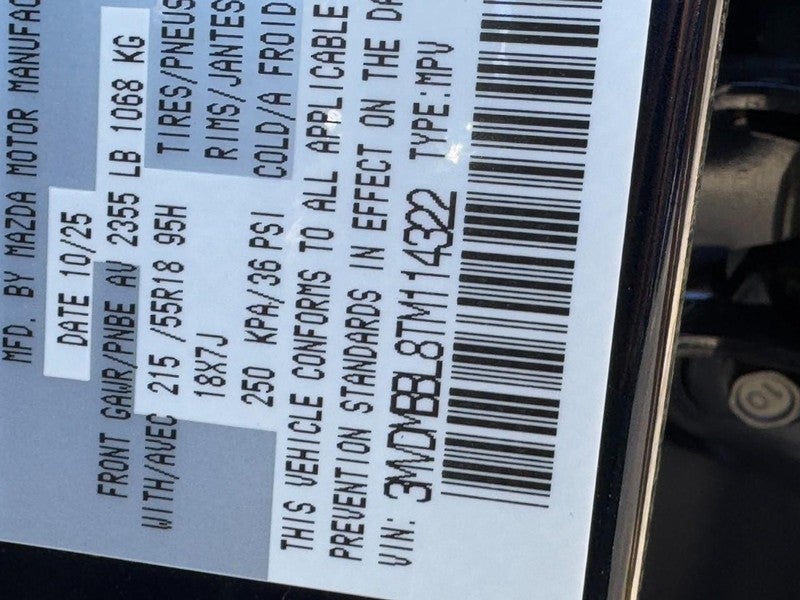 MFD. BY MAZDA MOTOR MANUFAC
DATE 10/25
FRONT GAWR/PNBE AV 2355 LB 1068 KG
WITH/AVEC 215 /55R18 95H TIRES/PNEUS
18X7J RIMS/JANTES
250 KPA/36 PSI COLD/A FROID
THIS VEHICLE CONFORMS TO ALL APPLICABLE
PREVENTION STANDARDS IN EFFECT ON THE DA
VIN: 3MVDMBBL8TM114322 TYPE:MPV
10